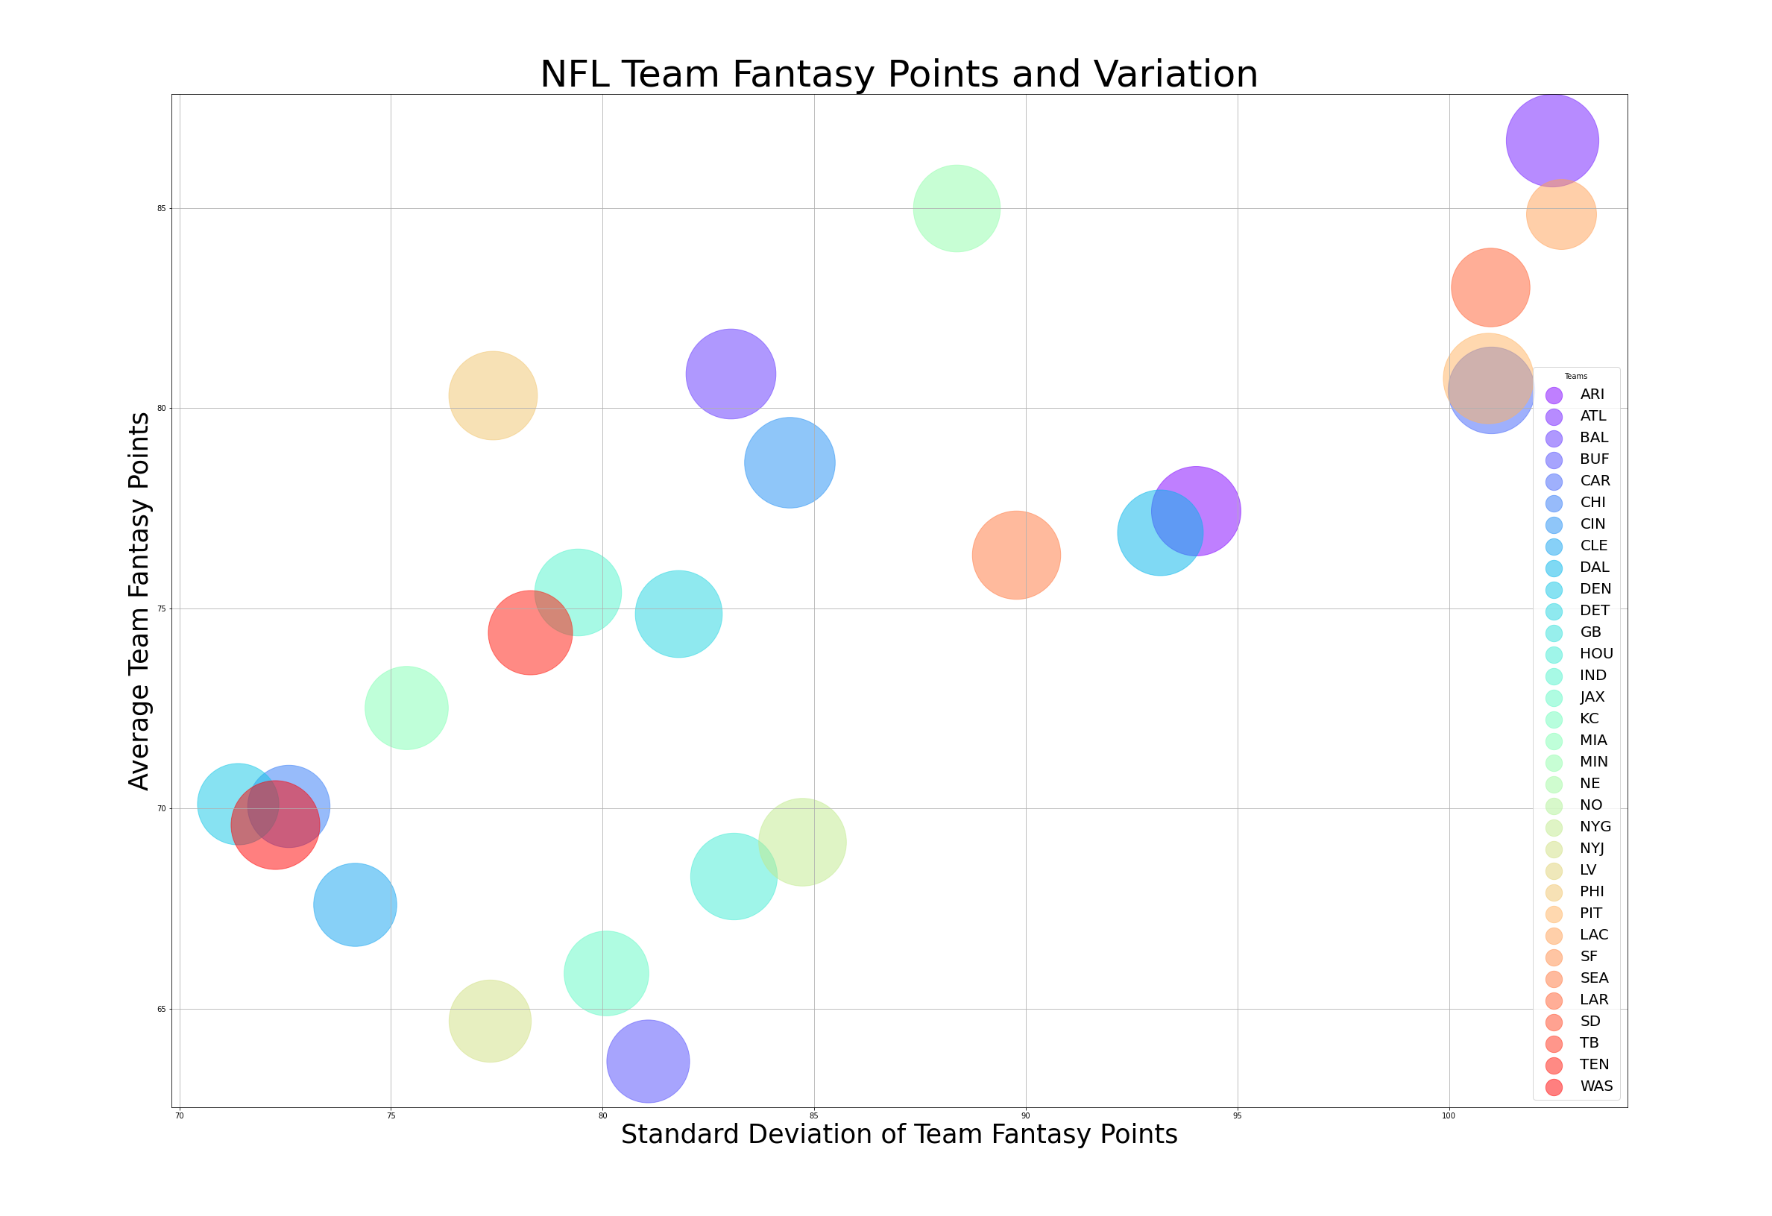 NFL Team Fantasy Points and Variation
Average Team Fantasy Points
85
80
75
70
65
70 75 80 85 90 95 100
Standard Deviation of Team Fantasy Points
Teams
ARI
ATL
BAL
BUF
CAR
CHI
CIN
CLE
DAL
DEN
DET
GB
HOU
IND
JAX
KC
MIA
MIN
NE
NO
NYG
NYJ
LV
PHI
PIT
LAC
SF
SEA
LAR
SD
TB
TEN
WAS